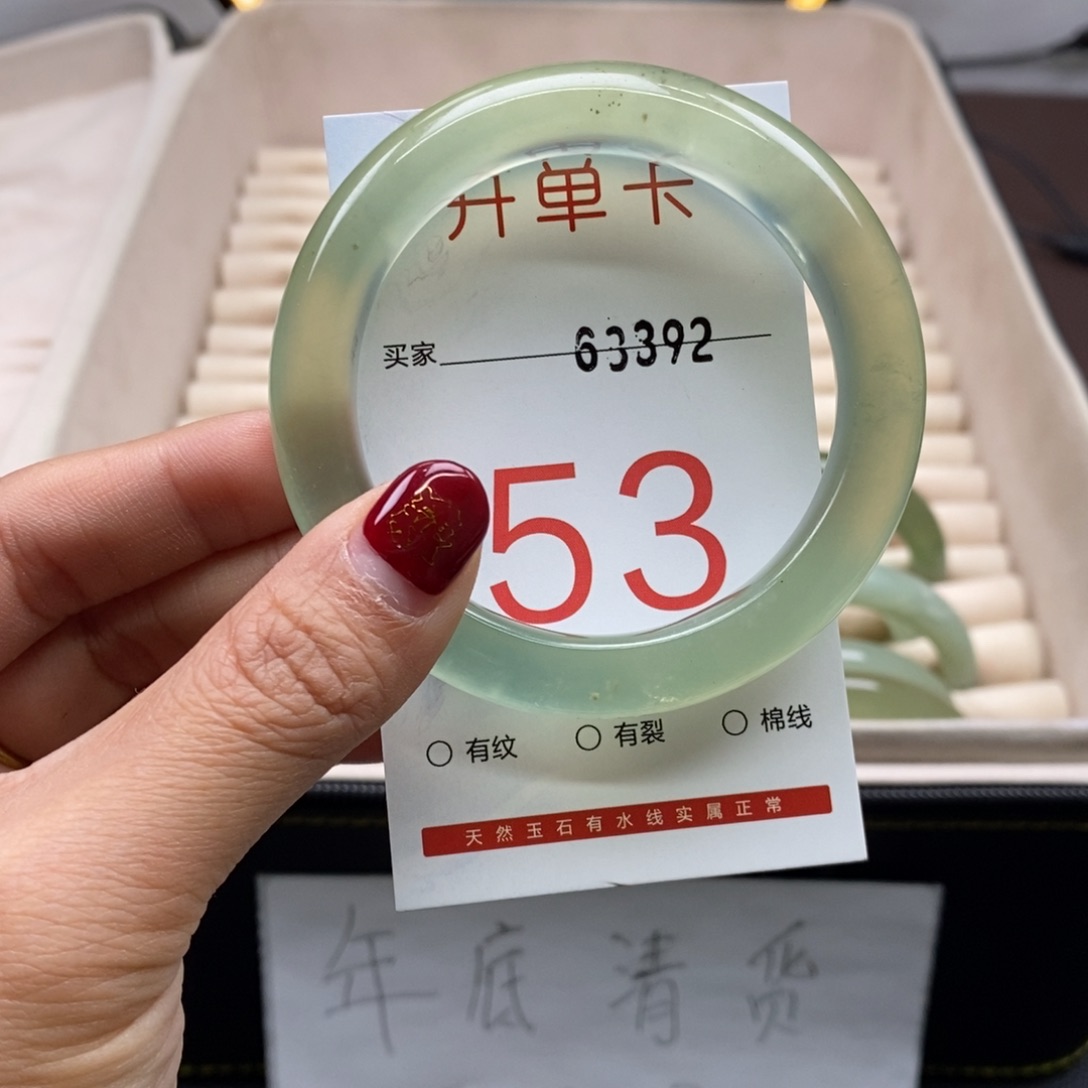 开单卡
买家 63392
53
○ 有纹 ○ 有裂 ○ 棉线
天然玉石有水线实属正常
年底清货